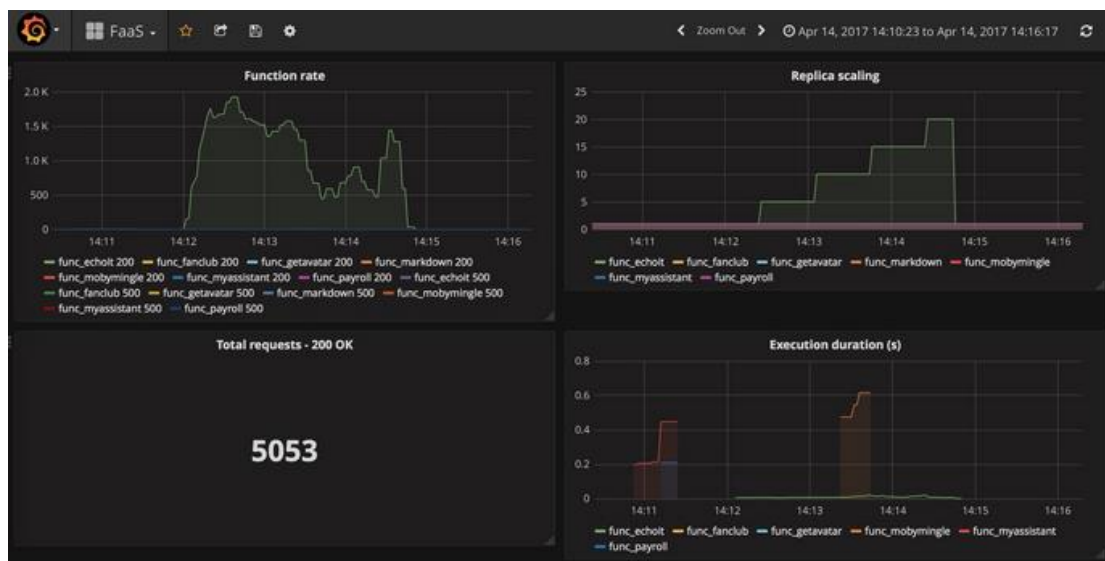 FaaS
Zoom Out
Apr 14, 2017 14:10:23 to Apr 14, 2017 14:16:17
Function rate
2.0 K
1.5 K
1.0 K
500
0
14:11 14:12 14:13 14:14 14:15 14:16
func_echoit 200 func_fanclub 200 func_getavatar 200 func_markdown 200
func_mobymingle 200 func_myassistant 200 func_payroll 200 func_echoit 500
func_fanclub 500 func_getavatar 500 func_markdown 500 func_mobymingle 500
func_myassistant 500 func_payroll 500
Replica scaling
25
20
15
10
5
0
14:11 14:12 14:13 14:14 14:15 14:16
func_echoit func_fanclub func_getavatar func_markdown func_mobymingle
func_myassistant func_payroll
Total requests - 200 OK
5053
Execution duration (s)
0.8
0.6
0.4
0.2
0
14:11 14:12 14:13 14:14 14:15 14:16
func_echoit func_fanclub func_getavatar func_mobymingle func_myassistant
func_payroll